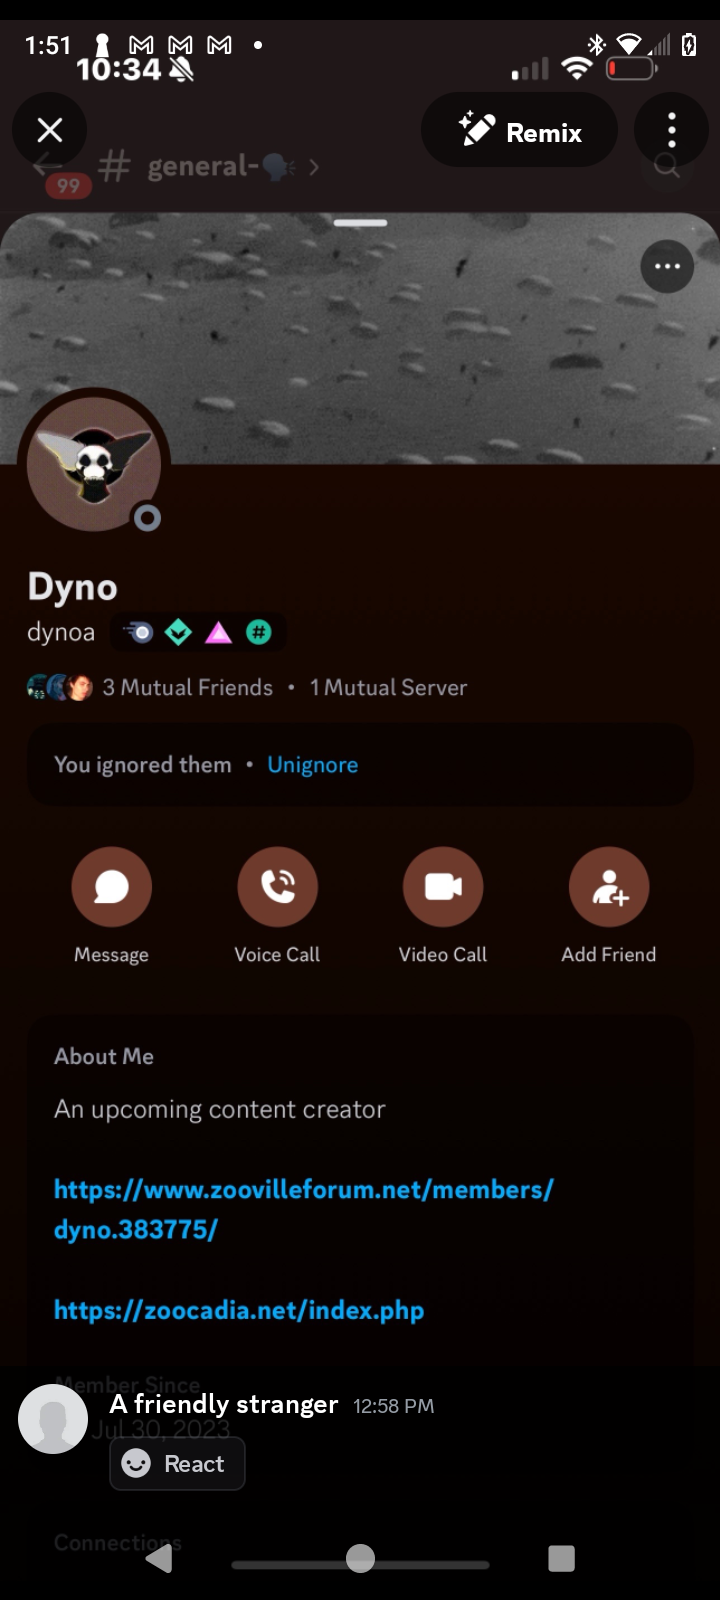 1:51
10:34
Remix
99
# general-
Dyno
dynoa
#
3 Mutual Friends • 1 Mutual Server
You ignored them • Unignore
Message
Voice Call
Video Call
Add Friend
About Me
An upcoming content creator
https://www.zoovilleforum.net/members/
dyno.383775/
https://zoocadia.net/index.php
Member Since
A friendly stranger 12:58 PM
Jul 30, 2023
React
Connections